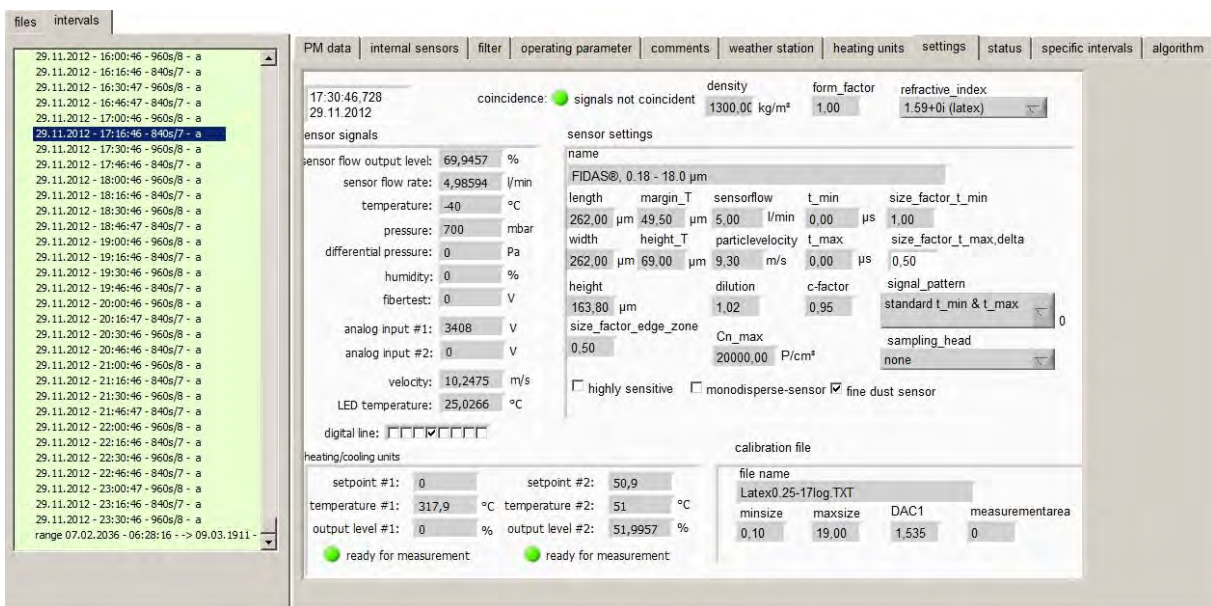 files intervals
29.11.2012 - 16:00:46 - 960s/8 - a
29.11.2012 - 16:16:46 - 840s/7 - a
29.11.2012 - 16:30:47 - 960s/8 - a
29.11.2012 - 16:46:47 - 840s/7 - a
29.11.2012 - 17:00:46 - 960s/8 - a
29.11.2012 - 17:16:46 - 840s/7 - a
29.11.2012 - 17:30:46 - 960s/8 - a
29.11.2012 - 17:46:46 - 840s/7 - a
29.11.2012 - 18:00:46 - 960s/8 - a
29.11.2012 - 18:16:46 - 840s/7 - a
29.11.2012 - 18:30:46 - 960s/8 - a
29.11.2012 - 18:46:47 - 840s/7 - a
29.11.2012 - 19:00:46 - 960s/8 - a
29.11.2012 - 19:16:46 - 840s/7 - a
29.11.2012 - 19:30:46 - 960s/8 - a
29.11.2012 - 19:46:46 - 840s/7 - a
29.11.2012 - 20:00:46 - 960s/8 - a
29.11.2012 - 20:16:47 - 840s/7 - a
29.11.2012 - 20:30:46 - 960s/8 - a
29.11.2012 - 20:46:46 - 840s/7 - a
29.11.2012 - 21:00:46 - 960s/8 - a
29.11.2012 - 21:16:46 - 840s/7 - a
29.11.2012 - 21:30:46 - 960s/8 - a
29.11.2012 - 21:46:47 - 840s/7 - a
29.11.2012 - 22:00:46 - 960s/8 - a
29.11.2012 - 22:16:46 - 840s/7 - a
29.11.2012 - 22:30:46 - 960s/8 - a
29.11.2012 - 22:46:46 - 840s/7 - a
29.11.2012 - 23:00:47 - 960s/8 - a
29.11.2012 - 23:16:46 - 840s/7 - a
29.11.2012 - 23:30:46 - 960s/8 - a
range 07.02.2036 - 06:28:16 --> 09.03.1911 -
PM data internal sensors filter operating parameter comments weather station heating units settings status specific intervals algorithm
17:30:46,728
29.11.2012
coincidence: signals not coincident
density form_factor refractive_index
1300,00 kg/m³ 1,00 1.59+0i (latex)
ensor signals
ensor flow output level: 69,9457 %
sensor flow rate: 4,98594 l/min
temperature: -40 °C
pressure: 700 mbar
differential pressure: 0 Pa
humidity: 0 %
fibertest: 0 V
analog input #1: 3408 V
analog input #2: 0 V
velocity: 10,2475 m/s
LED temperature: 25,0266 °C
digital line:
sensor settings
name
FIDAS®, 0.18 - 18.0 µm
length margin_T sensorflow t_min size_factor_t_min
262,00 µm 49,50 µm 5,00 l/min 0,00 µs 1,00
width height_T particlevelocity t_max size_factor_t_max,delta
262,00 µm 69,00 µm 9,30 m/s 0,00 µs 0,50
height dilution c-factor signal_pattern
163,80 µm 1,02 0,95 standard t_min & t_max 0
size_factor_edge_zone Cn_max sampling_head
0,50 20000,00 P/cm³ none
highly sensitive monodisperse-sensor fine dust sensor
heating/cooling units
setpoint #1: 0 setpoint #2: 50,9
temperature #1: 317,9 °C temperature #2: 51 °C
output level #1: 0 % output level #2: 51,9957 %
ready for measurement ready for measurement
calibration file
file name
Latex0.25-17log.TXT
minsize maxsize DAC1 measurementarea
0,10 19,00 1,535 0